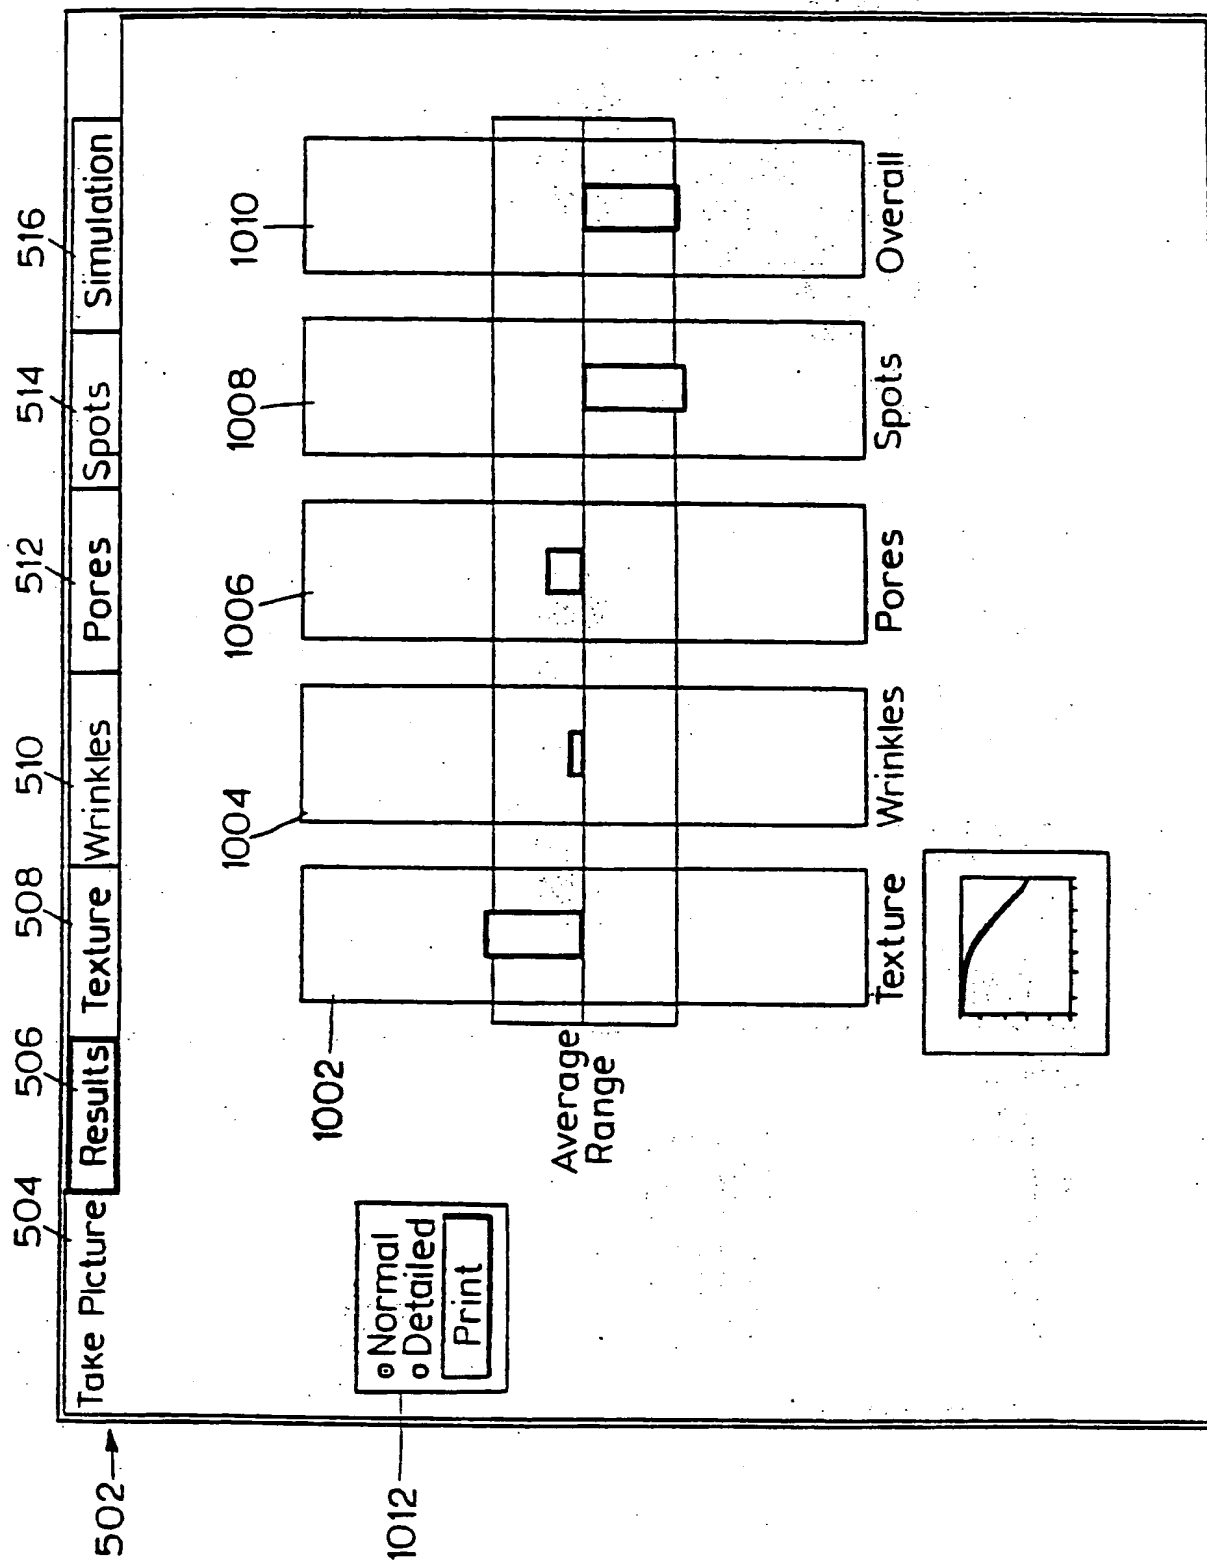 504 506 508 510 512 514 516
502
Take Picture Results Texture Wrinkles Pores Spots Simulation
1002 1004 1006 1008 1010
1012
Normal
Detailed
Print
Average
Range
Texture Wrinkles Pores Spots Overall